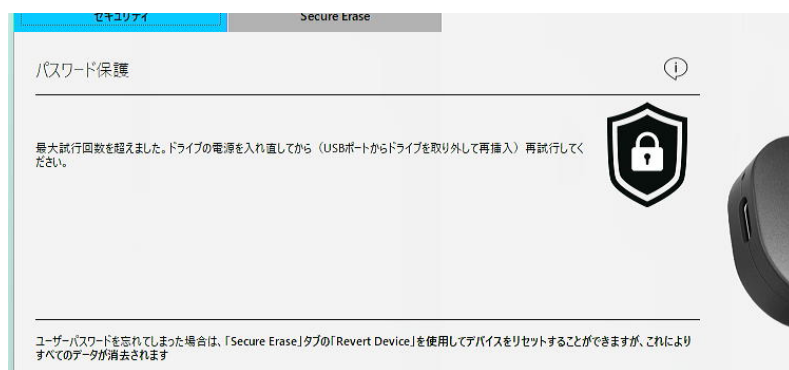 セキュリティ
Secure Erase
パスワード保護
最大試行回数を超えました。ドライブの電源を入れ直してから（USBポートからドライブを取り外して再挿入）再試行してく
ださい。
ユーザーパスワードを忘れてしまった場合は、「Secure Erase」タブの「Revert Device」を使用してデバイスをリセットすることができますが、これにより
すべてのデータが消去されます